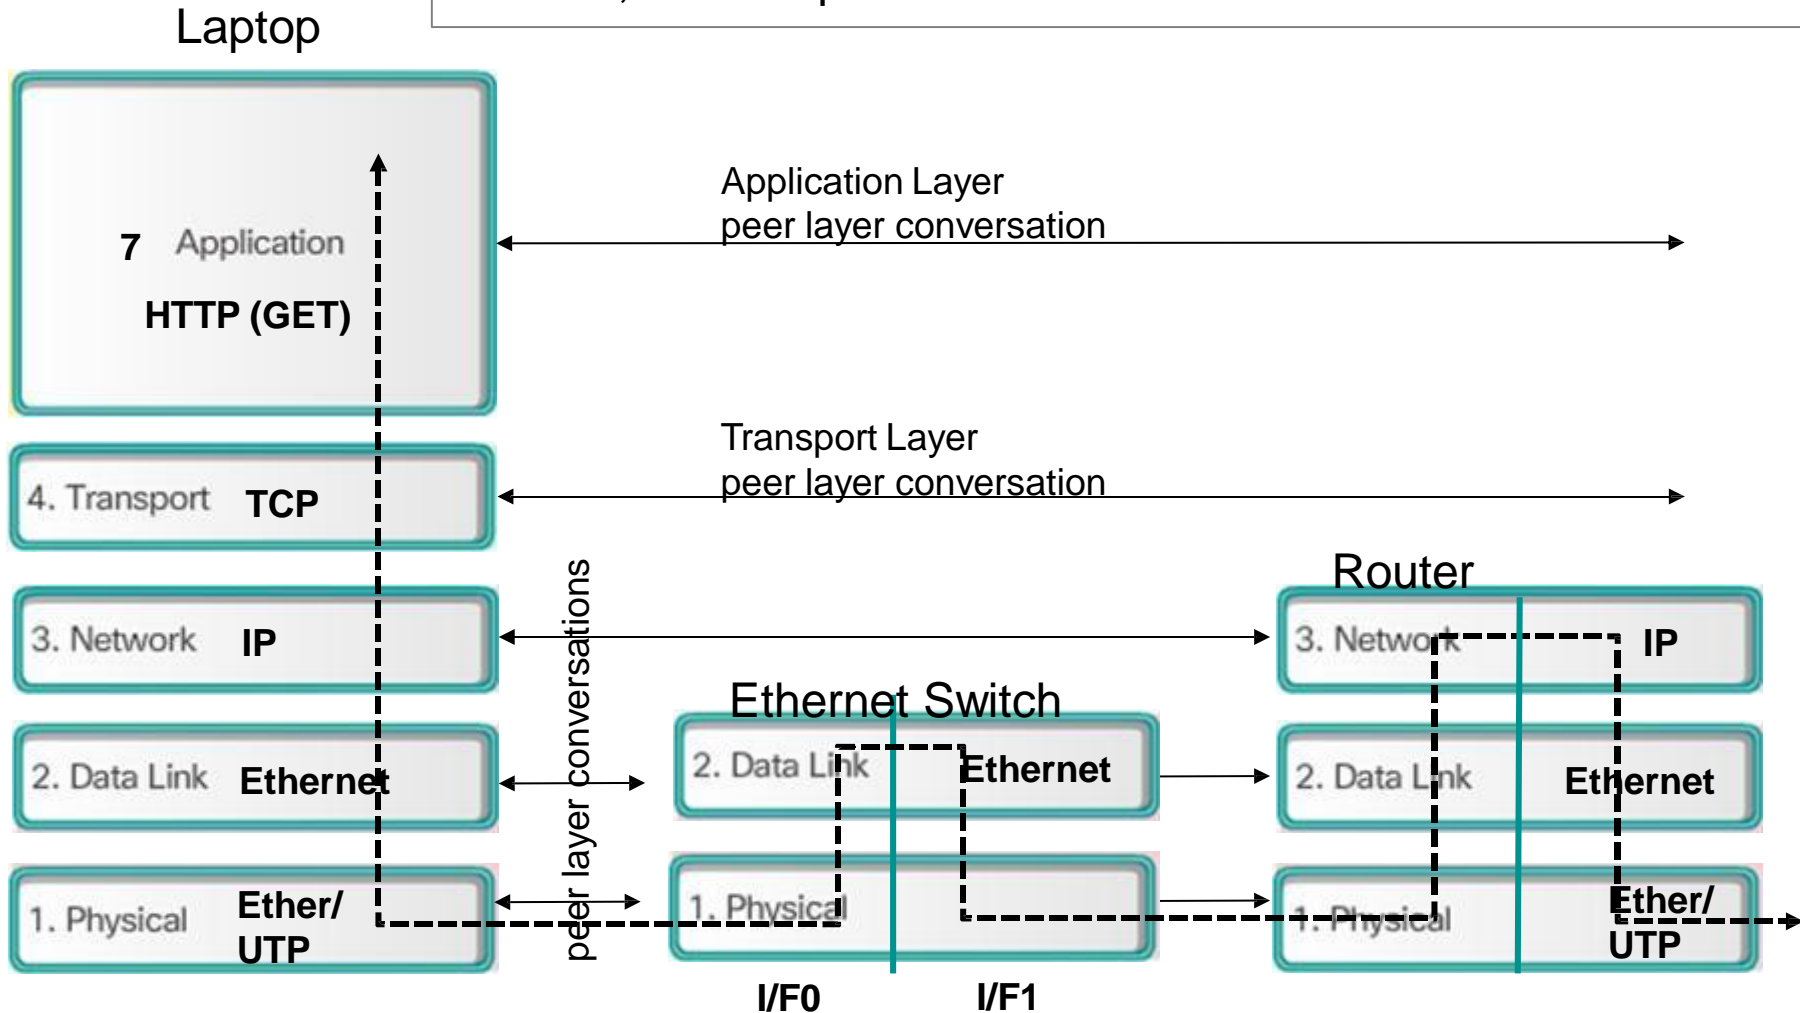 Laptop
7 Application
HTTP (GET)
Application Layer
peer layer conversation
4. Transport TCP
Transport Layer
peer layer conversation
peer layer conversations
Router
3. Network IP
3. Network IP
Ethernet Switch
2. Data Link Ethernet
2. Data Link Ethernet
2. Data Link Ethernet
1. Physical Ether/
UTP
1. Physical
1. Physical Ether/
UTP
I/F0 I/F1